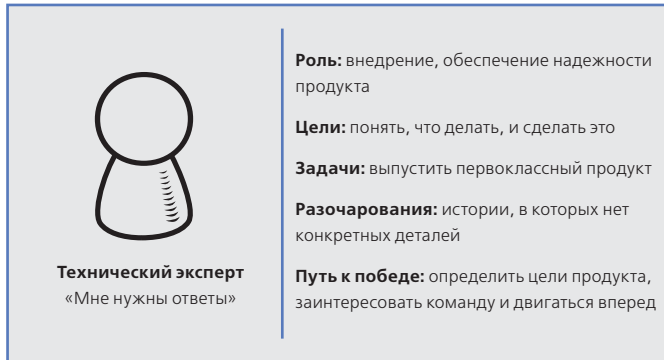 Технический эксперт
«Мне нужны ответы»
Роль: внедрение, обеспечение надежности
продукта
Цели: понять, что делать, и сделать это
Задачи: выпустить первоклассный продукт
Разочарования: истории, в которых нет
конкретных деталей
Путь к победе: определить цели продукта,
заинтересовать команду и двигаться вперед